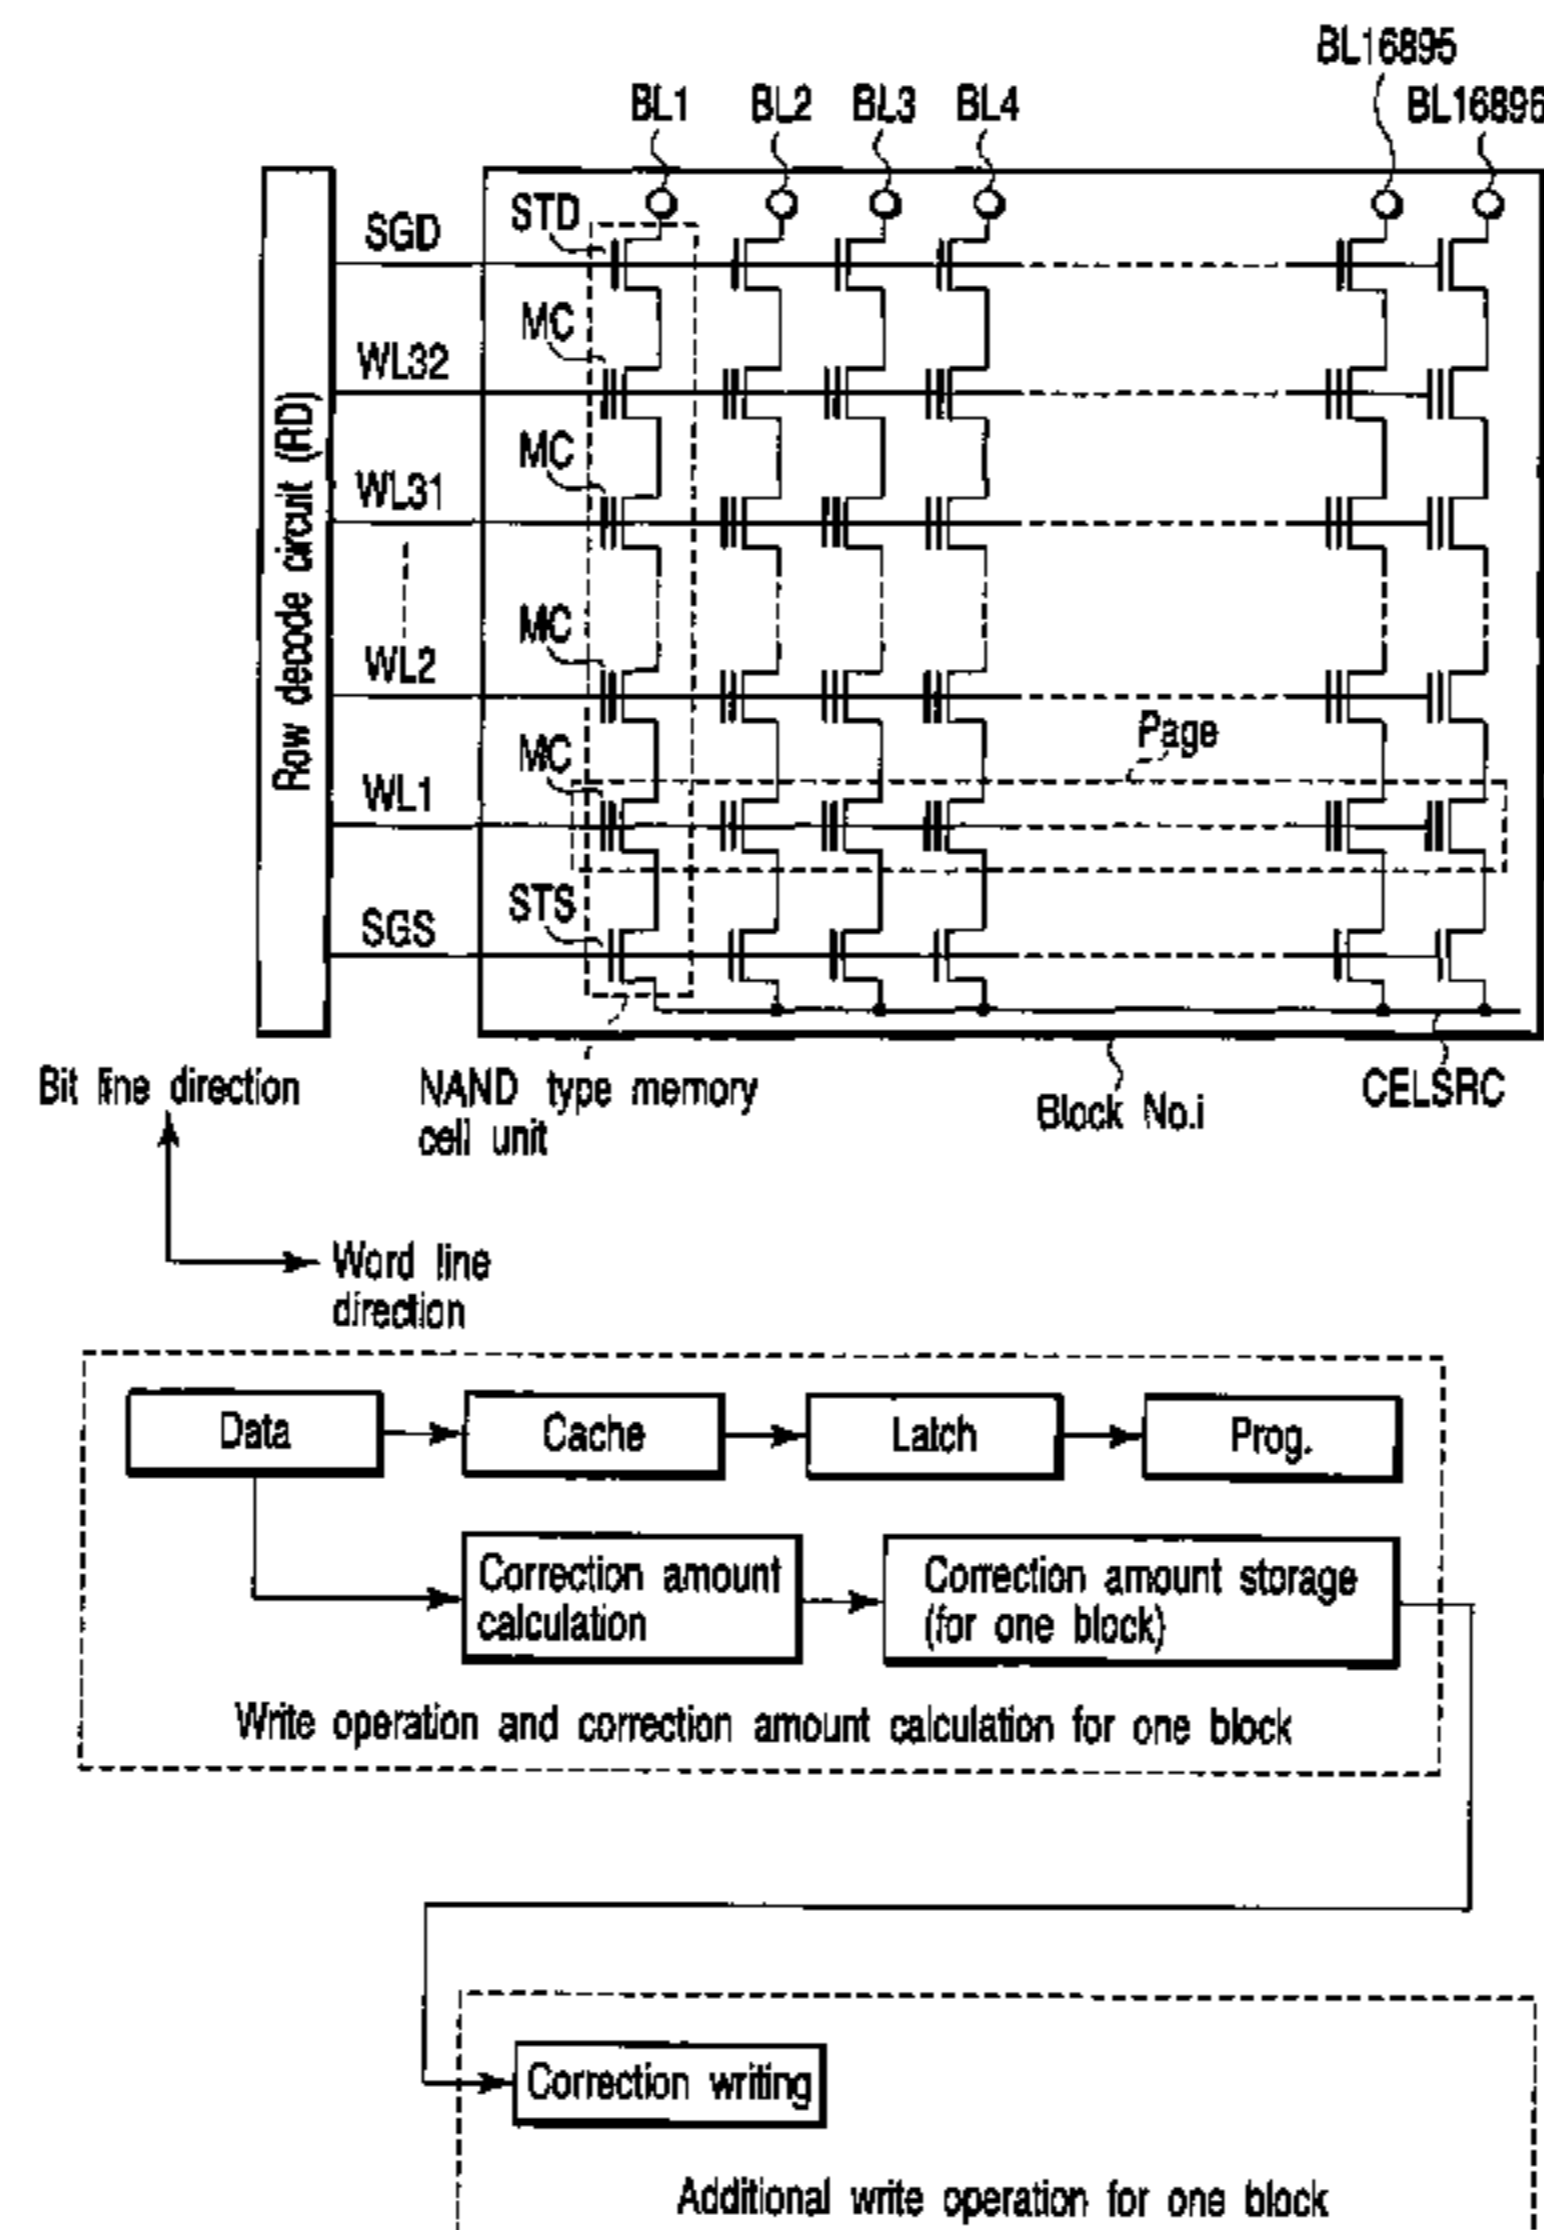 BL16895
BL1 BL2 BL3 BL4 BL16896
STD
SGD
MC
WL32
MC
WL31
Row decode circuit (RD)
MC
WL2
Page
MC
WL1
STS
SGS
Bit line direction
NAND type memory
cell unit
Block No.i
CELSRC
Word line
direction
Data Cache Latch Prog.
Correction amount
calculation
Correction amount storage
(for one block)
Write operation and correction amount calculation for one block
Correction writing
Additional write operation for one block